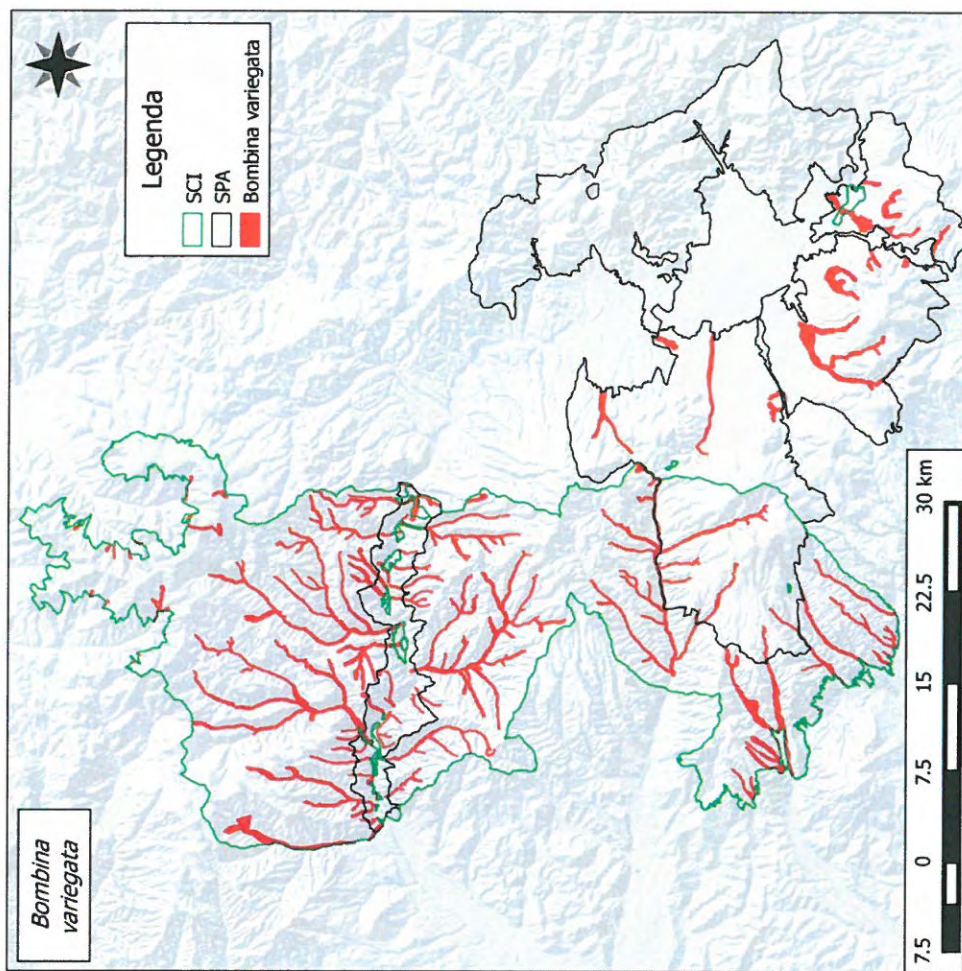 Bombina
variegata
Legenda
SCI
SPA
Bombina variegata
7.5 0 7.5 15 22.5 30 km